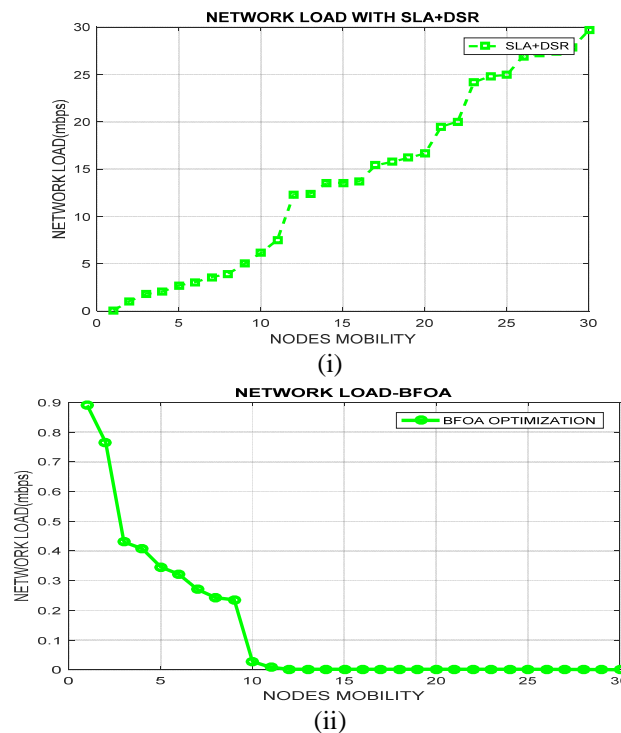 NETWORK LOAD WITH SLA+DSR
30
SLA+DSR
25
20
15
10
5
0
NETWORK LOAD(mbps)
0 5 10 15 20 25 30
NODES MOBILITY
(i)
NETWORK LOAD-BFOA
0.9
BFOA OPTIMIZATION
0.8
0.7
0.6
0.5
0.4
0.3
0.2
0.1
0
NETWORK LOAD(mbps)
0 5 10 15 20 25 30
NODES MOBILITY
(ii)